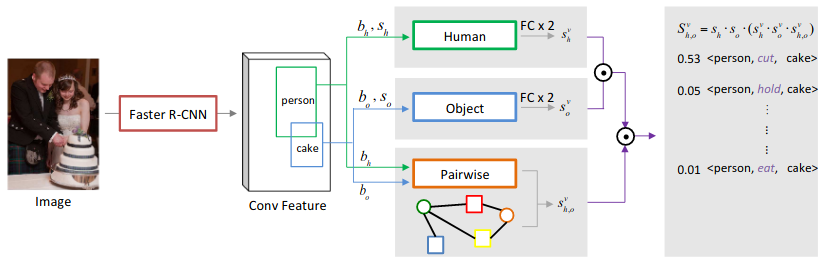 Image
Faster R-CNN
person
cake
Conv Feature
b_h, s_h
b_o, s_o
b_h
b_o
Human
FC x 2
s_h^v
Object
FC x 2
s_o^v
Pairwise
s_{h,o}^v
S_{h,o}^v = s_h · s_o · (s_h^v · s_o^v · s_{h,o}^v)
0.53 <person, cut, cake>
0.05 <person, hold, cake>
⋮
⋮
0.01 <person, eat, cake>